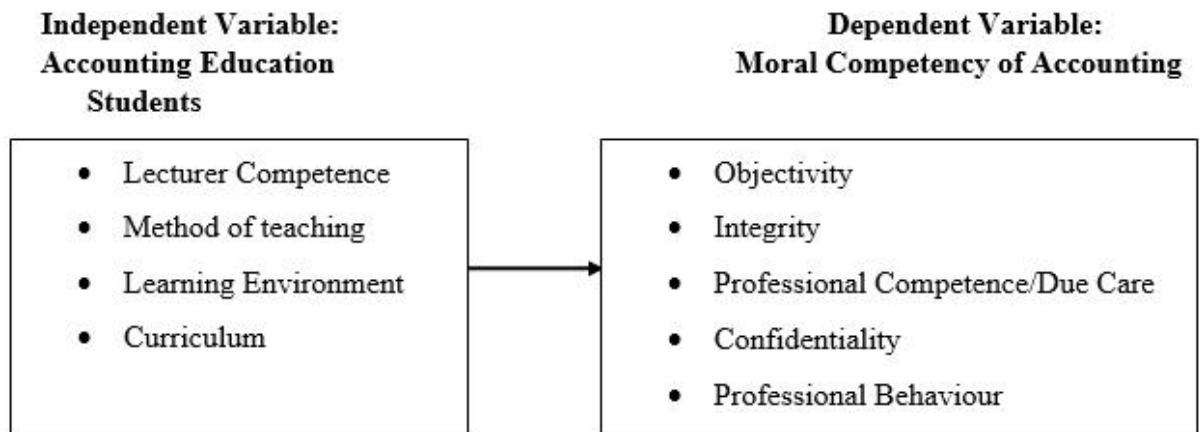 Independent Variable:
Accounting Education
Students
Dependent Variable:
Moral Competency of Accounting
• Lecturer Competence
• Method of teaching
• Learning Environment
• Curriculum
• Objectivity
• Integrity
• Professional Competence/Due Care
• Confidentiality
• Professional Behaviour